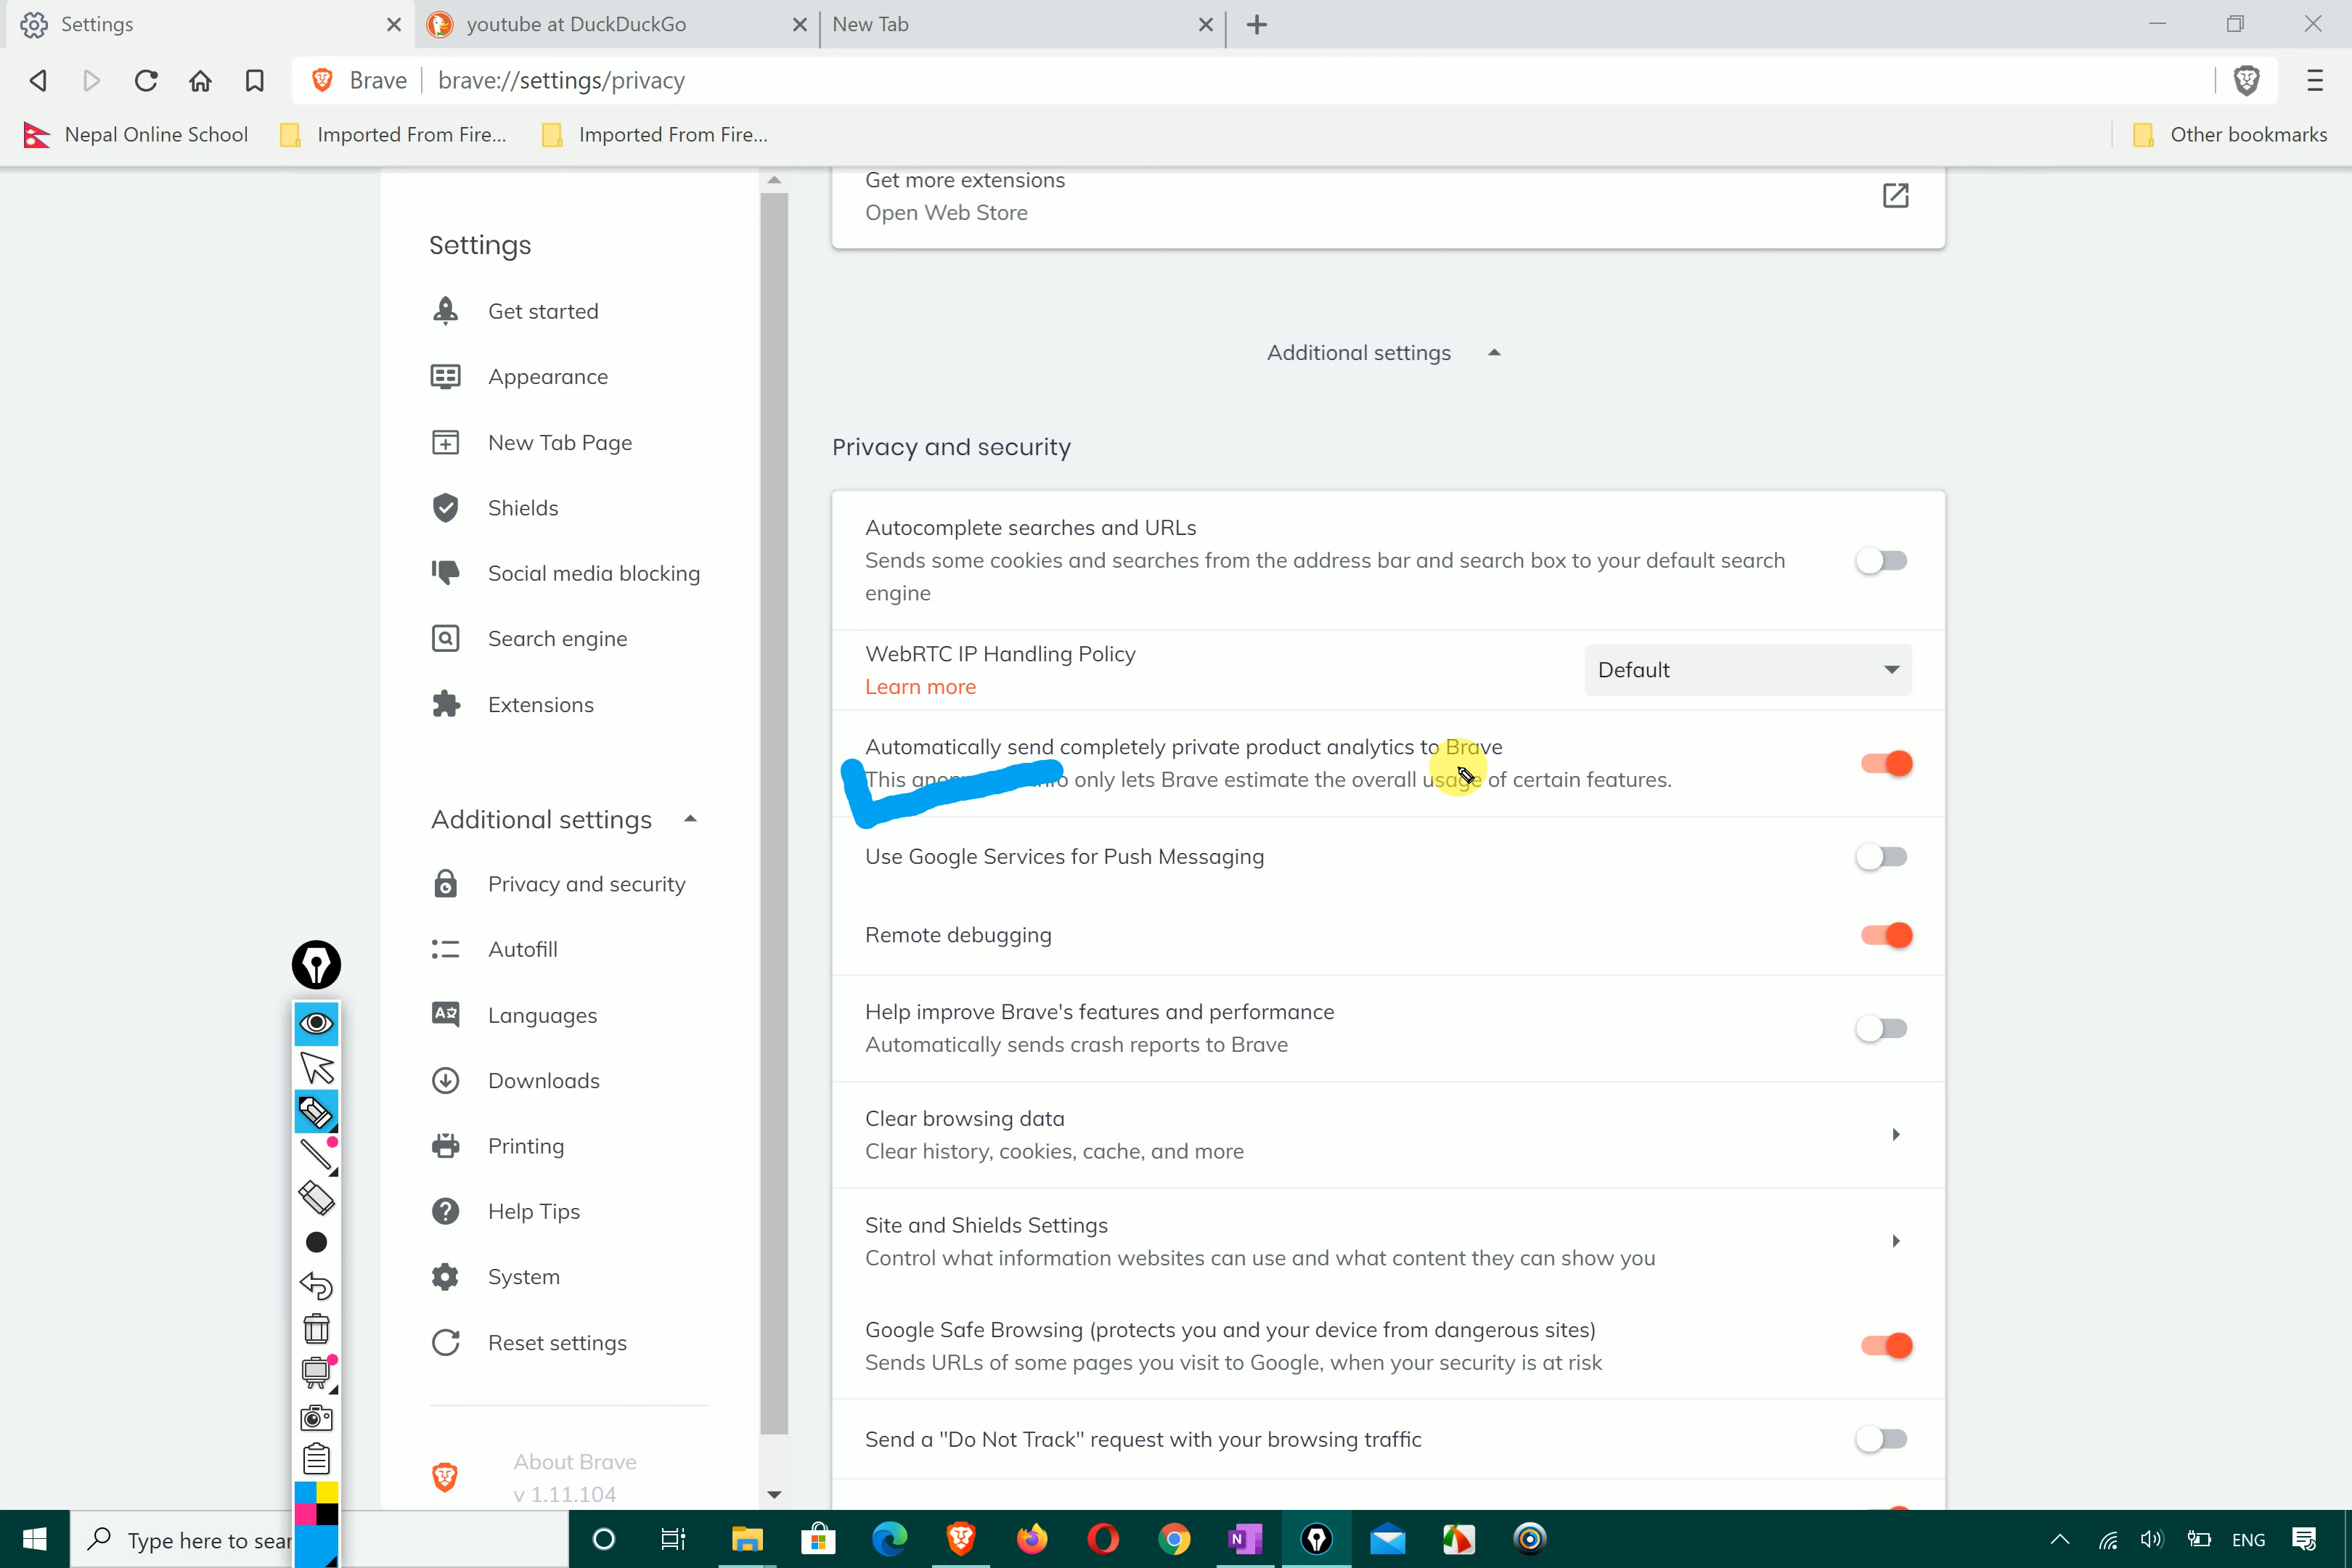 Settings
youtube at DuckDuckGo
New Tab
Brave
brave://settings/privacy
Nepal Online School
Imported From Fire...
Imported From Fire...
Other bookmarks
Settings
Get started
Appearance
New Tab Page
Shields
Social media blocking
Search engine
Extensions
Additional settings
Privacy and security
Autofill
Languages
Downloads
Printing
Help Tips
System
Reset settings
About Brave
v 1.11.104
Get more extensions
Open Web Store
Additional settings
Privacy and security
Autocomplete searches and URLs
Sends some cookies and searches from the address bar and search box to your default search
engine
WebRTC IP Handling Policy
Learn more
Default
Automatically send completely private product analytics to Brave
This only lets Brave estimate the overall usage of certain features.
Use Google Services for Push Messaging
Remote debugging
Help improve Brave's features and performance
Automatically sends crash reports to Brave
Clear browsing data
Clear history, cookies, cache, and more
Site and Shields Settings
Control what information websites can use and what content they can show you
Google Safe Browsing (protects you and your device from dangerous sites)
Sends URLs of some pages you visit to Google, when your security is at risk
Send a "Do Not Track" request with your browsing traffic
Type here to sear
ENG